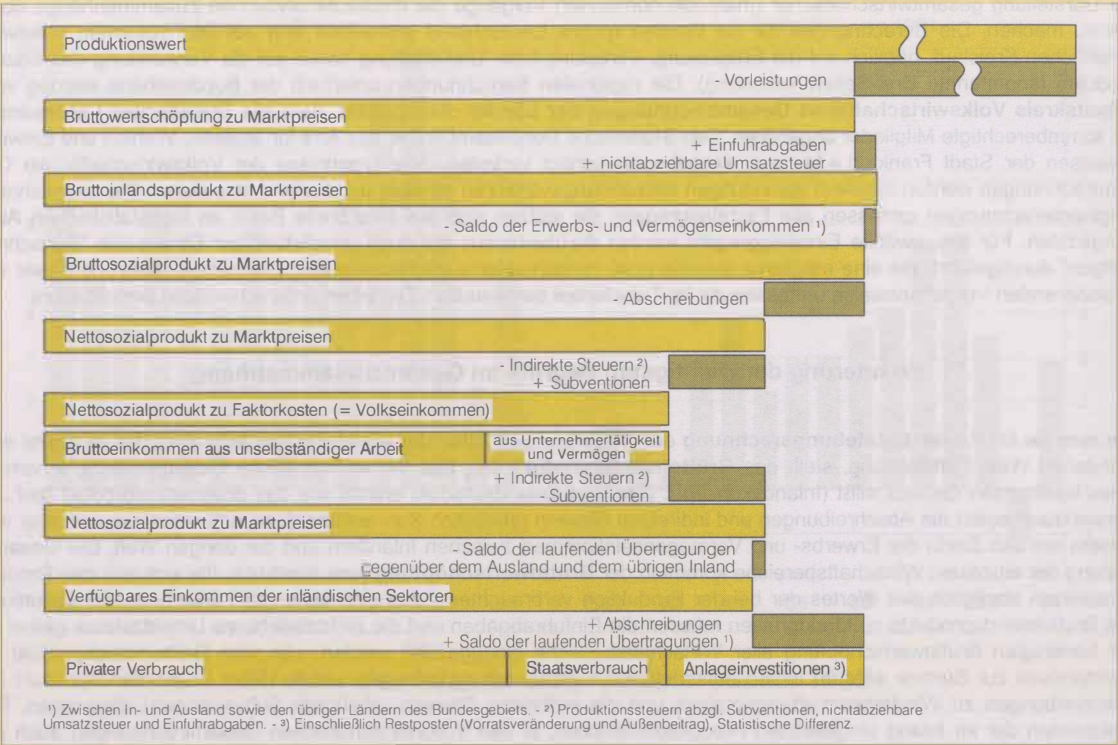 Produktionswert
- Vorleistungen
Bruttowertschöpfung zu Marktpreisen
+ Einfuhrabgaben
+ nichtabziehbare Umsatzsteuer
Bruttoinlandsprodukt zu Marktpreisen
- Saldo der Erwerbs- und Vermögenseinkommen ¹)
Bruttosozialprodukt zu Marktpreisen
- Abschreibungen
Nettosozialprodukt zu Marktpreisen
- Indirekte Steuern ²)
+ Subventionen
Nettosozialprodukt zu Faktorkosten (= Volkseinkommen)
Bruttoeinkommen aus unselbständiger Arbeit
aus Unternehmertätigkeit
und Vermögen
+ Indirekte Steuern ²)
- Subventionen
Nettosozialprodukt zu Marktpreisen
- Saldo der laufenden Übertragungen
gegenüber dem Ausland und dem übrigen Inland
Verfügbares Einkommen der inländischen Sektoren
+ Abschreibungen
+ Saldo der laufenden Übertragungen ¹)
Privater Verbrauch
Staatsverbrauch
Anlageinvestitionen ³)
¹) Zwischen In- und Ausland sowie den übrigen Ländern des Bundesgebiets. - ²) Produktionsteuern abzgl. Subventionen, nichtabziehbare
Umsatzsteuer und Einfuhrabgaben. - ³) Einschließlich Restposten (Vorratsveränderung und Außenbeitrag), Statistische Differenz.